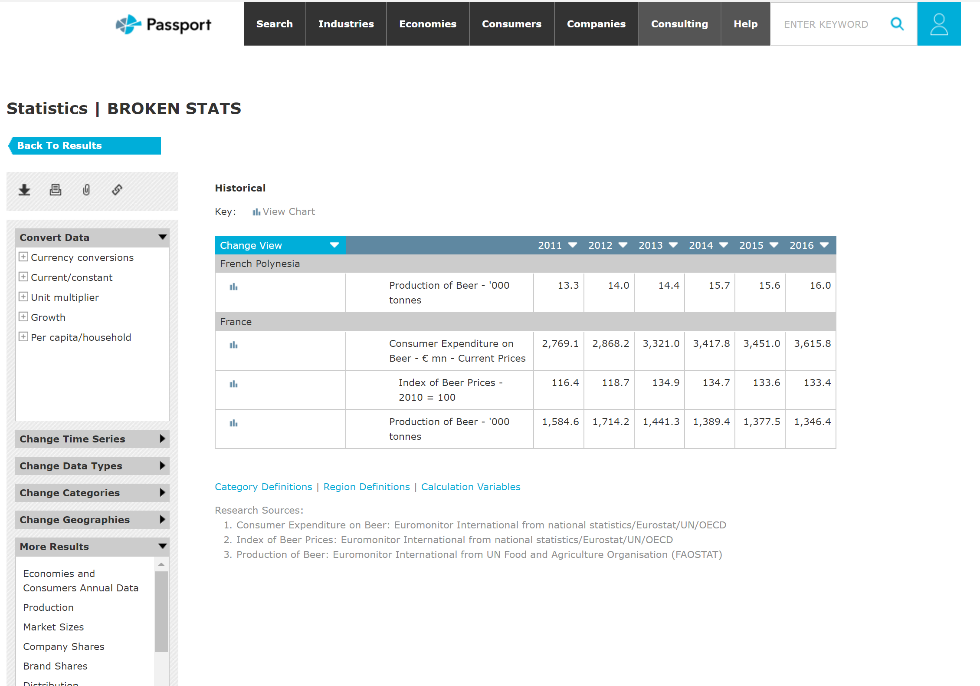 Passport
Search Industries Economies Consumers Companies Consulting Help ENTER KEYWORD
Statistics | BROKEN STATS
Back To Results
Convert Data
Currency conversions
Current/constant
Unit multiplier
Growth
Per capita/household
Change Time Series
Change Data Types
Change Categories
Change Geographies
More Results
Economies and
Consumers Annual Data
Production
Market Sizes
Company Shares
Brand Shares
Distribution
Historical
Key: View Chart
Change View 2011 2012 2013 2014 2015 2016
French Polynesia
Production of Beer - '000 13.3 14.0 14.4 15.7 15.6 16.0
tonnes
France
Consumer Expenditure on 2,769.1 2,868.2 3,321.0 3,417.8 3,451.0 3,615.8
Beer - € mn - Current Prices
Index of Beer Prices - 116.4 118.7 134.9 134.7 133.6 133.4
2010 = 100
Production of Beer - '000 1,584.6 1,714.2 1,441.3 1,389.4 1,377.5 1,346.4
tonnes
Category Definitions | Region Definitions | Calculation Variables
Research Sources:
1. Consumer Expenditure on Beer: Euromonitor International from national statistics/Eurostat/UN/OECD
2. Index of Beer Prices: Euromonitor International from national statistics/Eurostat/UN/OECD
3. Production of Beer: Euromonitor International from UN Food and Agriculture Organisation (FAOSTAT)